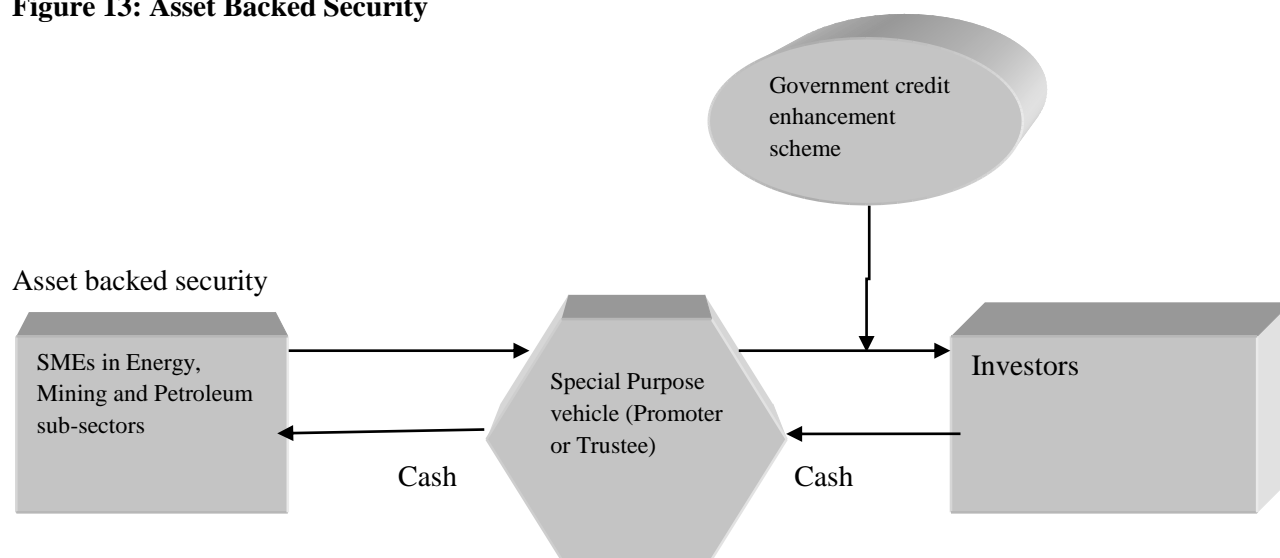 Figure 13: Asset Backed Security
Government credit
enhancement
scheme
Asset backed security
SMEs in Energy,
Mining and Petroleum
sub-sectors
Special Purpose
vehicle (Promoter
or Trustee)
Investors
Cash
Cash